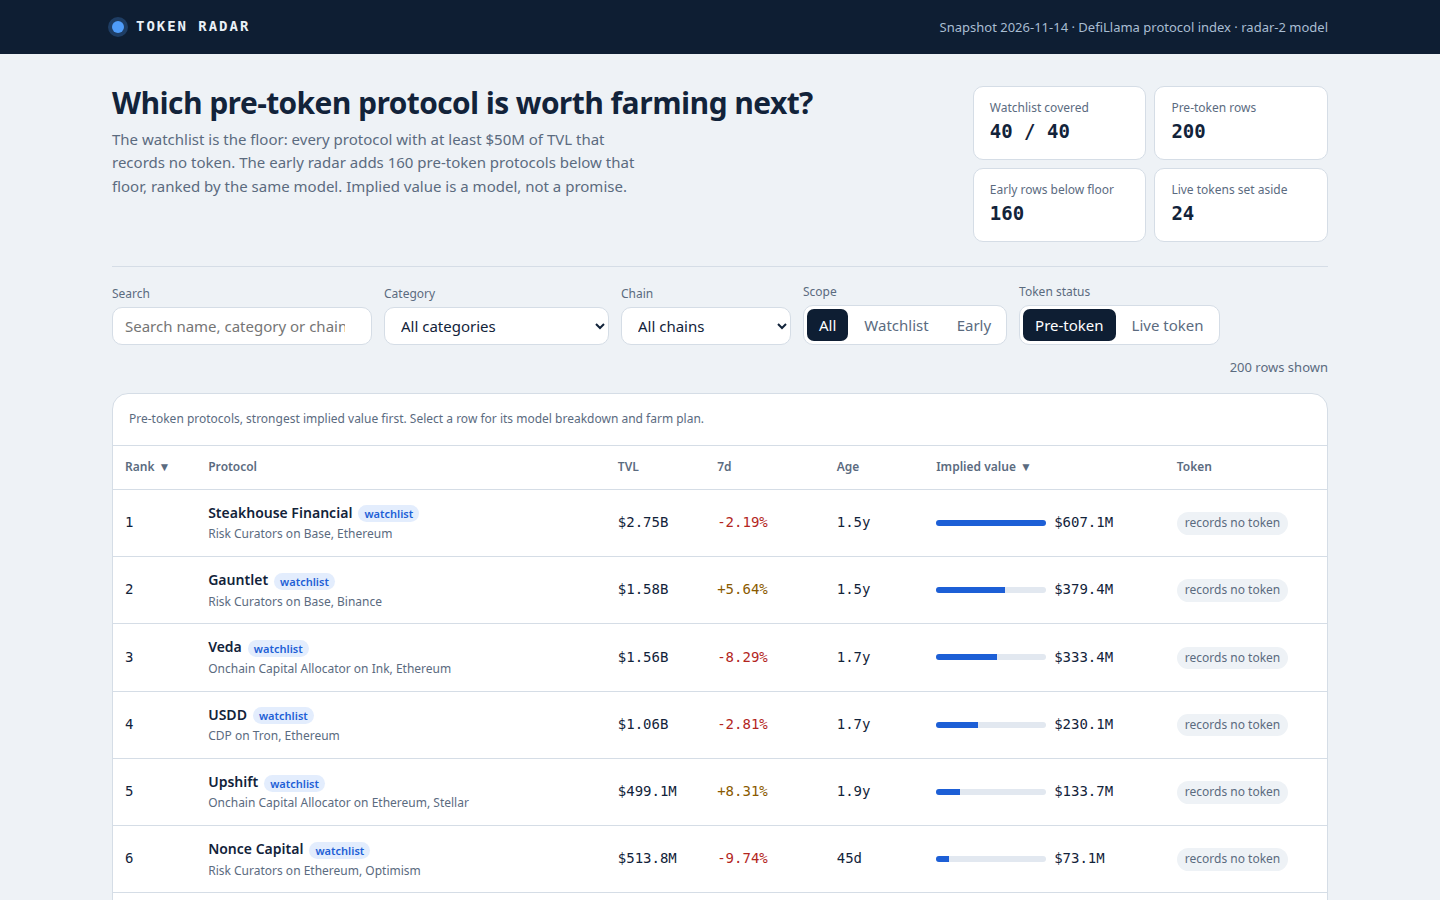 TOKEN RADAR
Snapshot 2026-11-14 · DefiLlama protocol index · radar-2 model
Which pre-token protocol is worth farming next?
The watchlist is the floor: every protocol with at least $50M of TVL that
records no token. The early radar adds 160 pre-token protocols below that
floor, ranked by the same model. Implied value is a model, not a promise.
Watchlist covered
40 / 40
Pre-token rows
200
Early rows below floor
160
Live tokens set aside
24
Search
Search name, category or chain
Category
All categories
Chain
All chains
Scope
All Watchlist Early
Token status
Pre-token Live token
200 rows shown
Pre-token protocols, strongest implied value first. Select a row for its model breakdown and farm plan.
Rank ▼ Protocol TVL 7d Age Implied value ▼ Token
1 Steakhouse Financial watchlist $2.75B -2.19% 1.5y $607.1M records no token
Risk Curators on Base, Ethereum
2 Gauntlet watchlist $1.58B +5.64% 1.5y $379.4M records no token
Risk Curators on Base, Binance
3 Veda watchlist $1.56B -8.29% 1.7y $333.4M records no token
Onchain Capital Allocator on Ink, Ethereum
4 USDD watchlist $1.06B -2.81% 1.7y $230.1M records no token
CDP on Tron, Ethereum
5 Upshift watchlist $499.1M +8.31% 1.9y $133.7M records no token
Onchain Capital Allocator on Ethereum, Stellar
6 Nonce Capital watchlist $513.8M -9.74% 45d $73.1M records no token
Risk Curators on Ethereum, Optimism